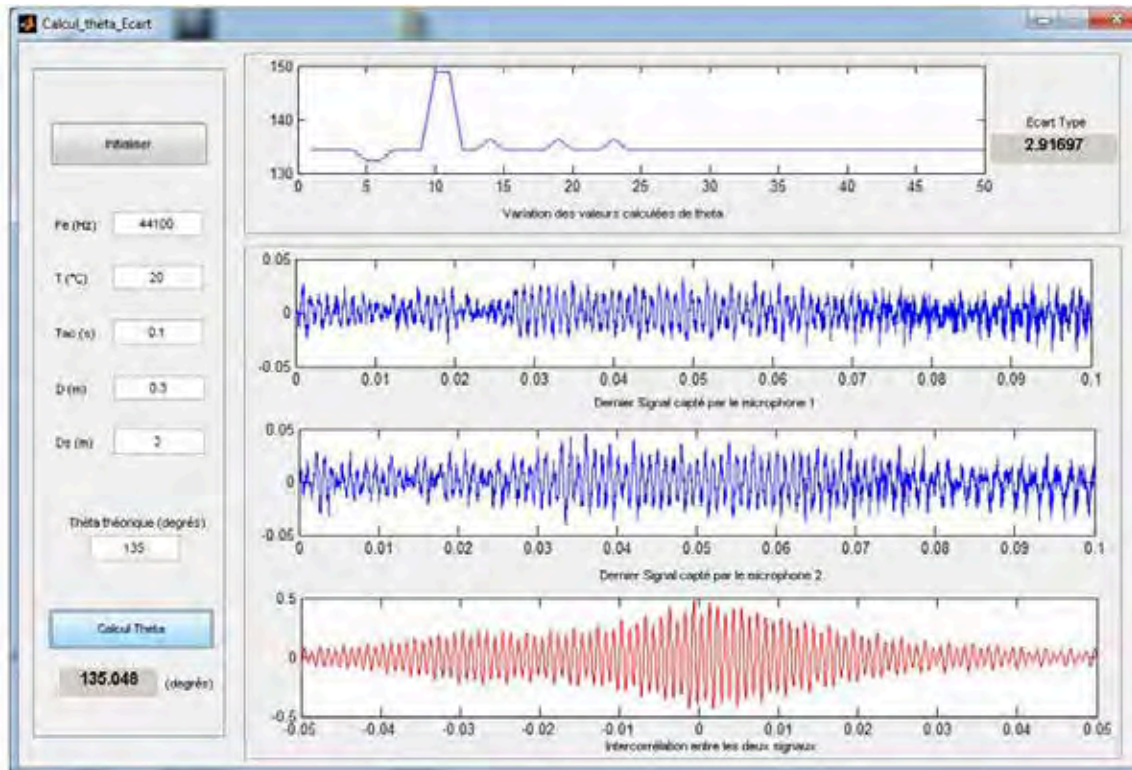 Calcul_theta_Ecart
Initialiser
Fe (Hz)
44100
T (°C)
20
Tac (s)
0.1
D (m)
0.3
Ds (m)
2
Thèta théorique (degrés)
135
Calcul Theta
135.048
(degrés)
150
140
130
0 5 10 15 20 25 30 35 40 45 50
Variation des valeurs calculées de theta
Ecart Type
2.91697
0.05
0
-0.05
0 0.01 0.02 0.03 0.04 0.05 0.06 0.07 0.08 0.09 0.1
Dernier Signal capté par le microphone 1
0.05
0
-0.05
0 0.01 0.02 0.03 0.04 0.05 0.06 0.07 0.08 0.09 0.1
Dernier Signal capté par le microphone 2
0.5
0
-0.5
-0.05 -0.04 -0.03 -0.02 -0.01 0 0.01 0.02 0.03 0.04 0.05
Intercorrélation entre les deux signaux